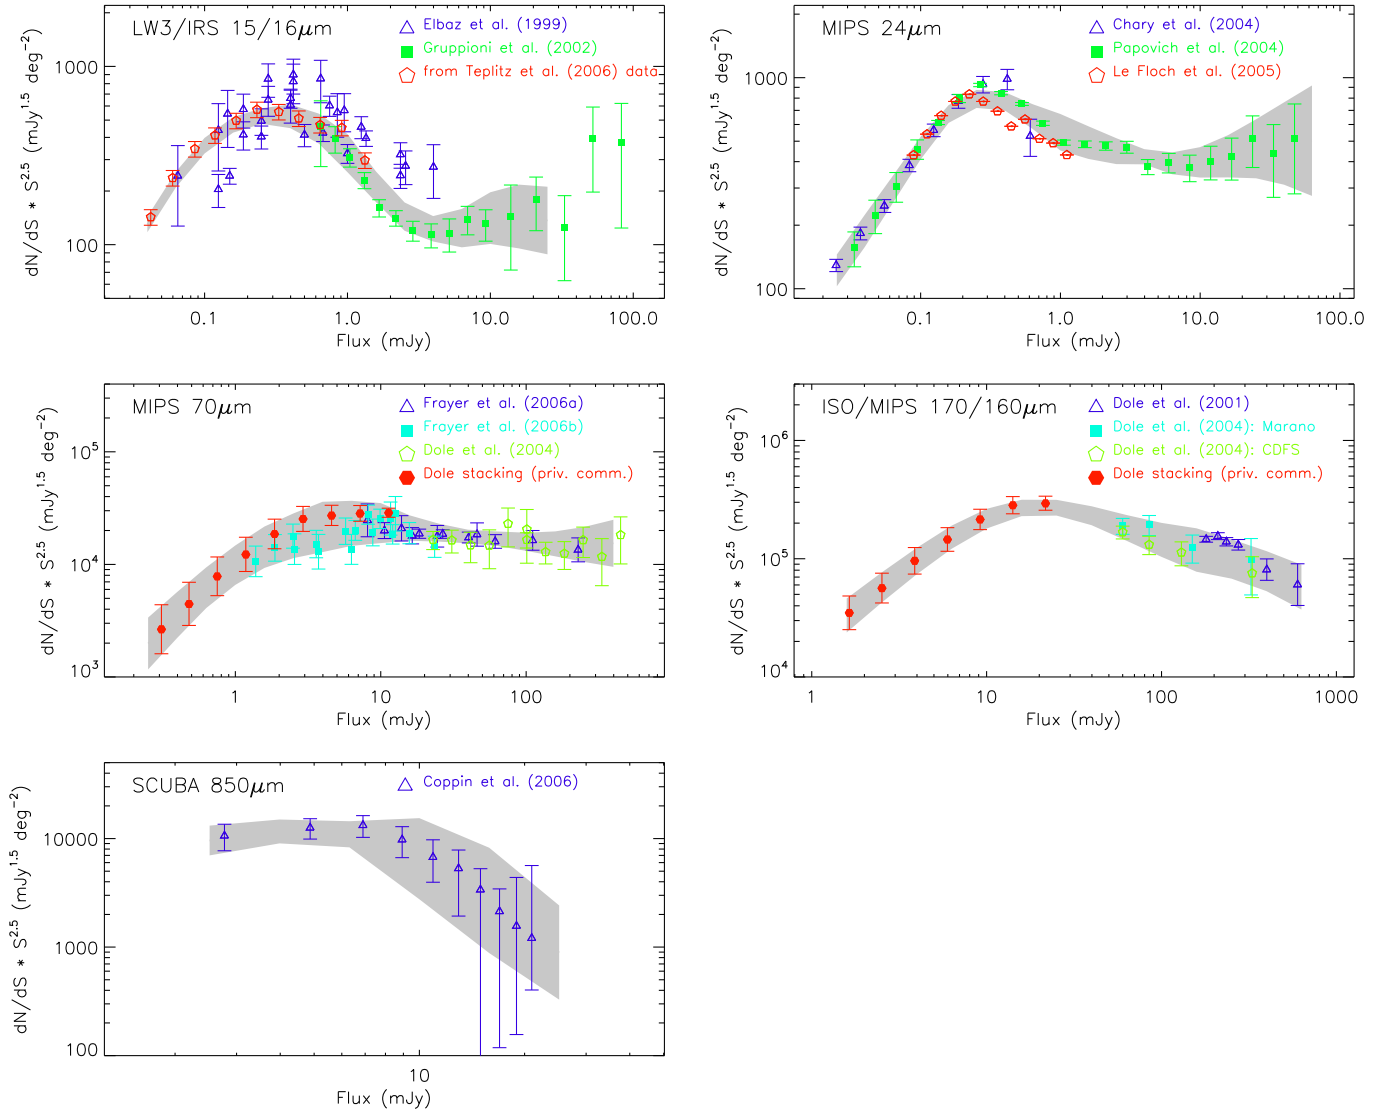 LW3/IRS 15/16μm
Elbaz et al. (1999)
Gruppioni et al. (2002)
from Teplitz et al. (2006) data
1000
100
dN/dS * S^2.5 (mJy^1.5 deg^-2)
0.1
1.0
10.0
100.0
Flux (mJy)
MIPS 24μm
Chary et al. (2004)
Papovich et al. (2004)
Le Floch et al. (2005)
1000
100
dN/dS * S^2.5 (mJy^1.5 deg^-2)
0.1
1.0
10.0
100.0
Flux (mJy)
MIPS 70μm
Frayer et al. (2006a)
Frayer et al. (2006b)
Dole et al. (2004)
Dole stacking (priv. comm.)
10^5
10^4
10^3
dN/dS * S^2.5 (mJy^1.5 deg^-2)
1
10
100
Flux (mJy)
ISO/MIPS 170/160μm
Dole et al. (2001)
Dole et al. (2004): Marano
Dole et al. (2004): CDFS
Dole stacking (priv. comm.)
10^6
10^5
10^4
dN/dS * S^2.5 (mJy^1.5 deg^-2)
1
10
100
1000
Flux (mJy)
SCUBA 850μm
Coppin et al. (2006)
10000
1000
100
dN/dS * S^2.5 (mJy^1.5 deg^-2)
10
Flux (mJy)